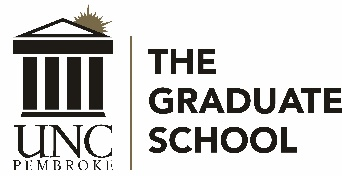 UNC
PEMBROKE
THE
GRADUATE
SCHOOL